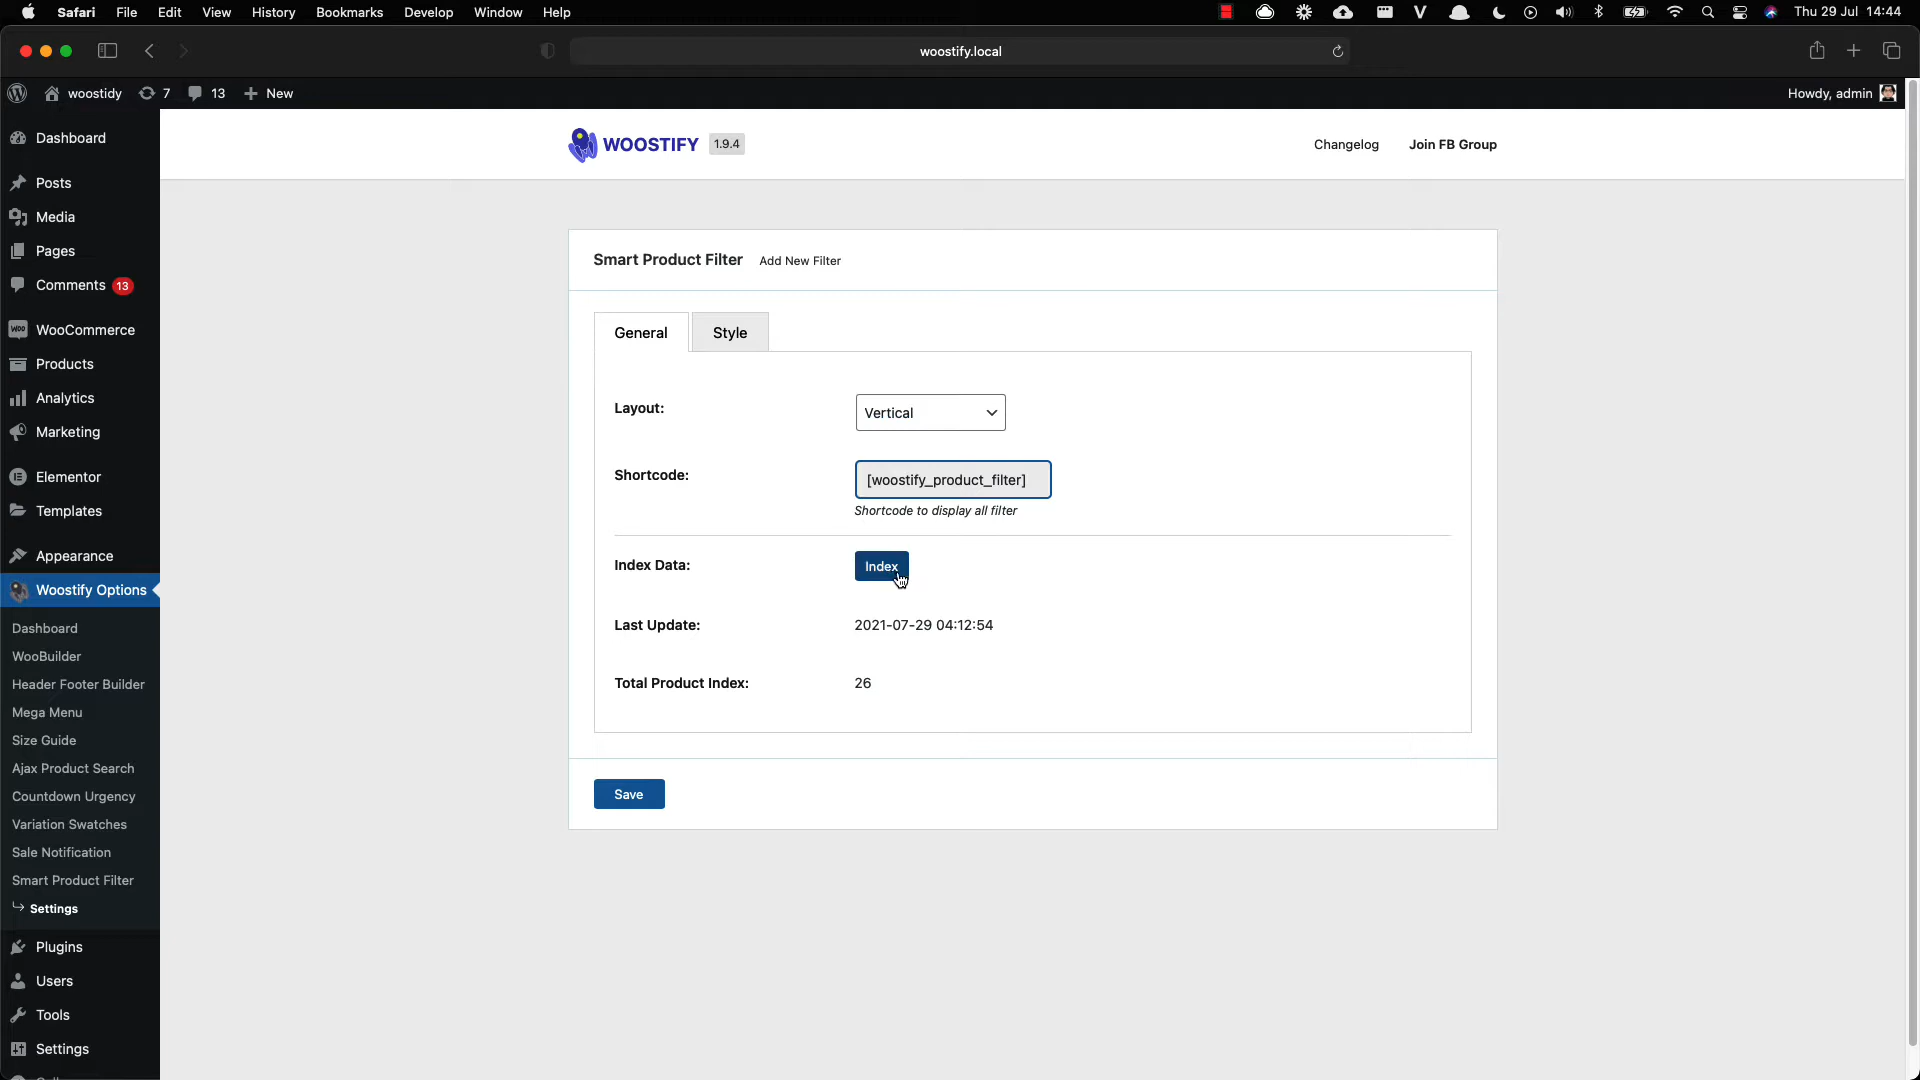 Safari File Edit View History Bookmarks Develop Window Help
Thu 29 Jul 14:44
woostify.local
woostidy 7 13 New
Howdy, admin
Dashboard
Posts
Media
Pages
Comments 13
WooCommerce
Products
Analytics
Marketing
Elementor
Templates
Appearance
Woostify Options
Dashboard
WooBuilder
Header Footer Builder
Mega Menu
Size Guide
Ajax Product Search
Countdown Urgency
Variation Swatches
Sale Notification
Smart Product Filter
Settings
Plugins
Users
Tools
Settings
WOOSTIFY 1.9.4
Changelog Join FB Group
Smart Product Filter Add New Filter
General Style
Layout: Vertical
Shortcode: [woostify_product_filter]
Shortcode to display all filter
Index Data: Index
Last Update: 2021-07-29 04:12:54
Total Product Index: 26
Save